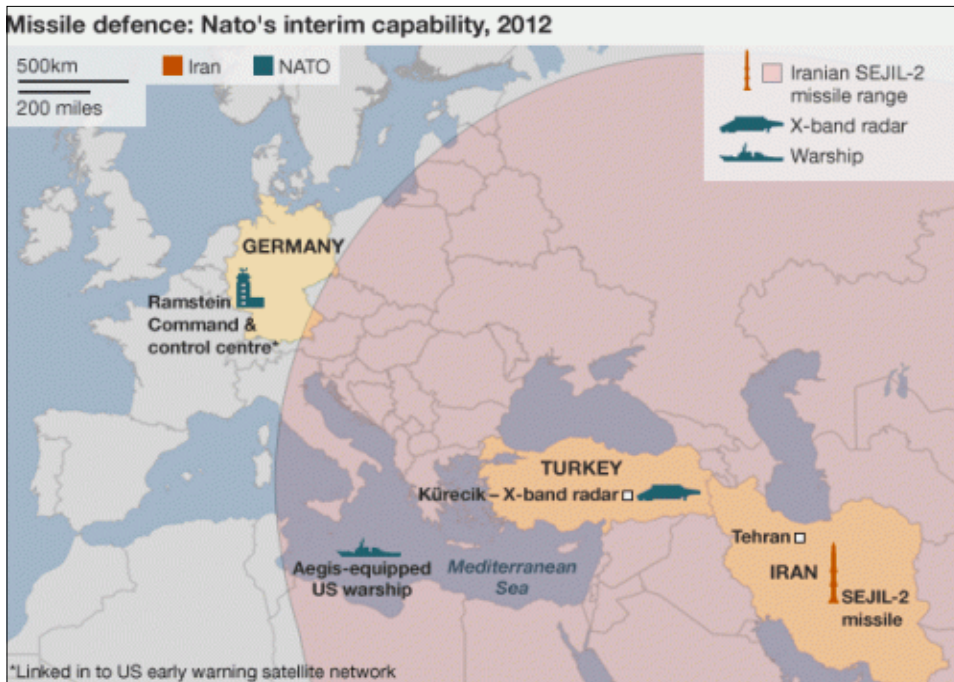 Missile defence: Nato's interim capability, 2012
500km
200 miles
Iran
NATO
Iranian SEJIL-2
missile range
X-band radar
Warship
GERMANY
Ramstein
Command &
control centre*
TURKEY
Kürecik – X-band radar
Tehran
IRAN
SEJIL-2
missile
Aegis-equipped
US warship
Mediterranean
Sea
*Linked in to US early warning satellite network